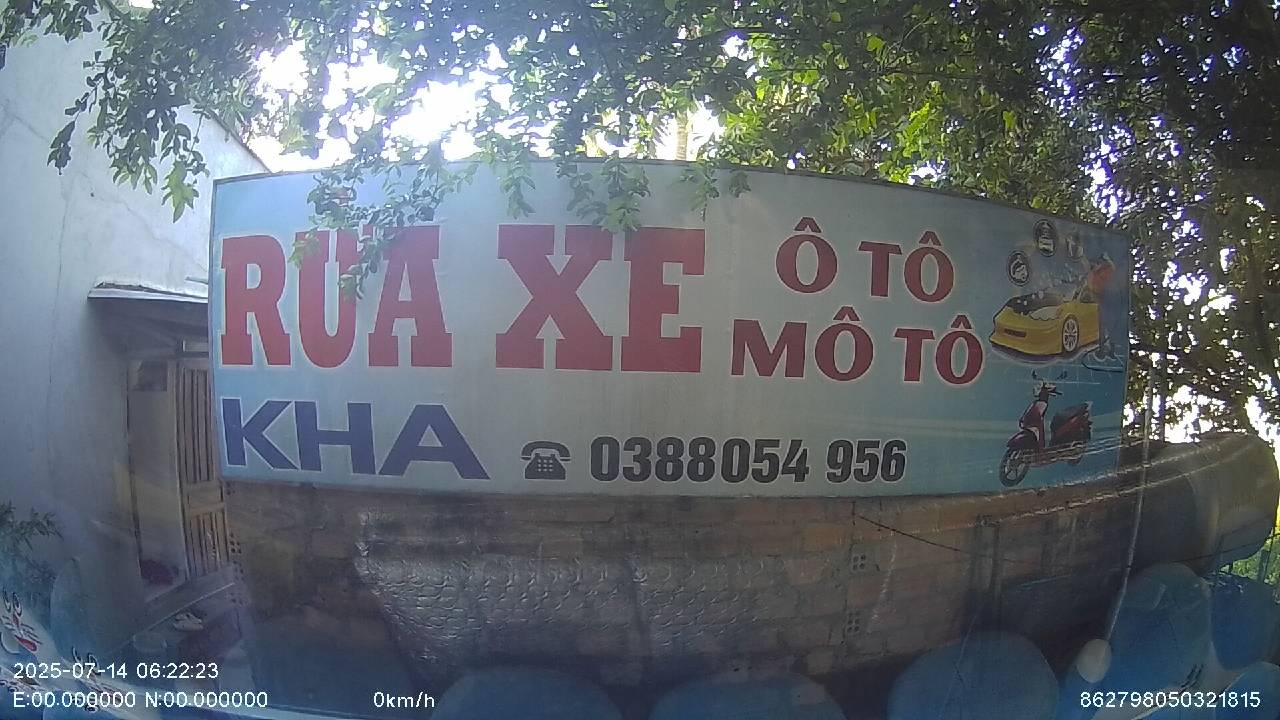 RỬA XE
Ô TÔ
MÔ TÔ
KHA
0388054 956
2025-07-14 06:22:23
E:00.000000 N:00.000000
0km/h
862798050321815